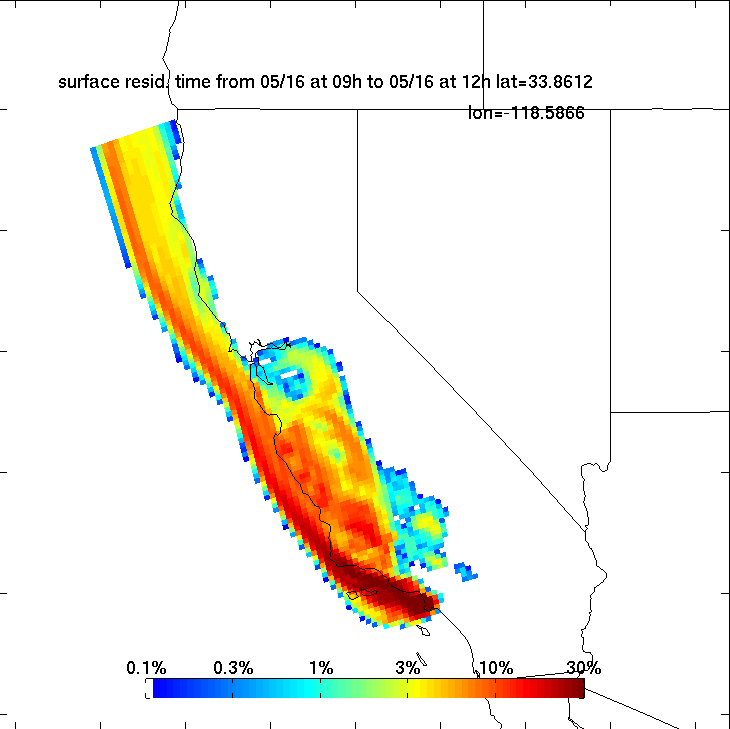 surface resid. time from 05/16 at 09h to 05/16 at 12h lat=33.8612
lon=-118.5866
0.1% 0.3% 1% 3% 10% 30%